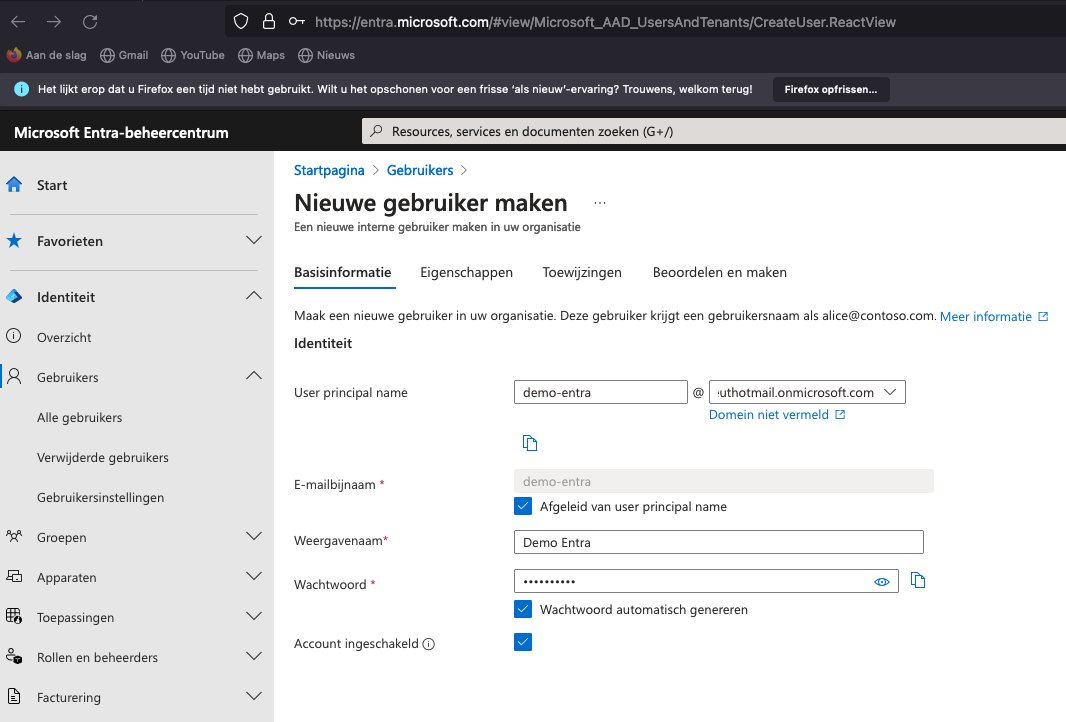 https://entra.microsoft.com/#view/Microsoft_AAD_UsersAndTenants/CreateUser.ReactView
Aan de slag Gmail YouTube Maps Nieuws
Het lijkt erop dat u Firefox een tijd niet hebt gebruikt. Wilt u het opschonen voor een frisse ‘als nieuw’-ervaring? Trouwens, welkom terug! Firefox opfrissen...
Microsoft Entra-beheercentrum
Resources, services en documenten zoeken (G+/)
Start
Favorieten
Identiteit
Overzicht
Gebruikers
Alle gebruikers
Verwijderde gebruikers
Gebruikersinstellingen
Groepen
Apparaten
Toepassingen
Rollen en beheerders
Facturering
Startpagina > Gebruikers >
Nieuwe gebruiker maken ...
Een nieuwe interne gebruiker maken in uw organisatie
Basisinformatie Eigenschappen Toewijzingen Beoordelen en maken
Maak een nieuwe gebruiker in uw organisatie. Deze gebruiker krijgt een gebruikersnaam als alice@contoso.com. Meer informatie
Identiteit
User principal name demo-entra @ euthotmail.onmicrosoft.com
Domein niet vermeld
E-mailbijnaam * demo-entra
Afgeleid van user principal name
Weergavenaam* Demo Entra
Wachtwoord * ••••••••••
Wachtwoord automatisch genereren
Account ingeschakeld